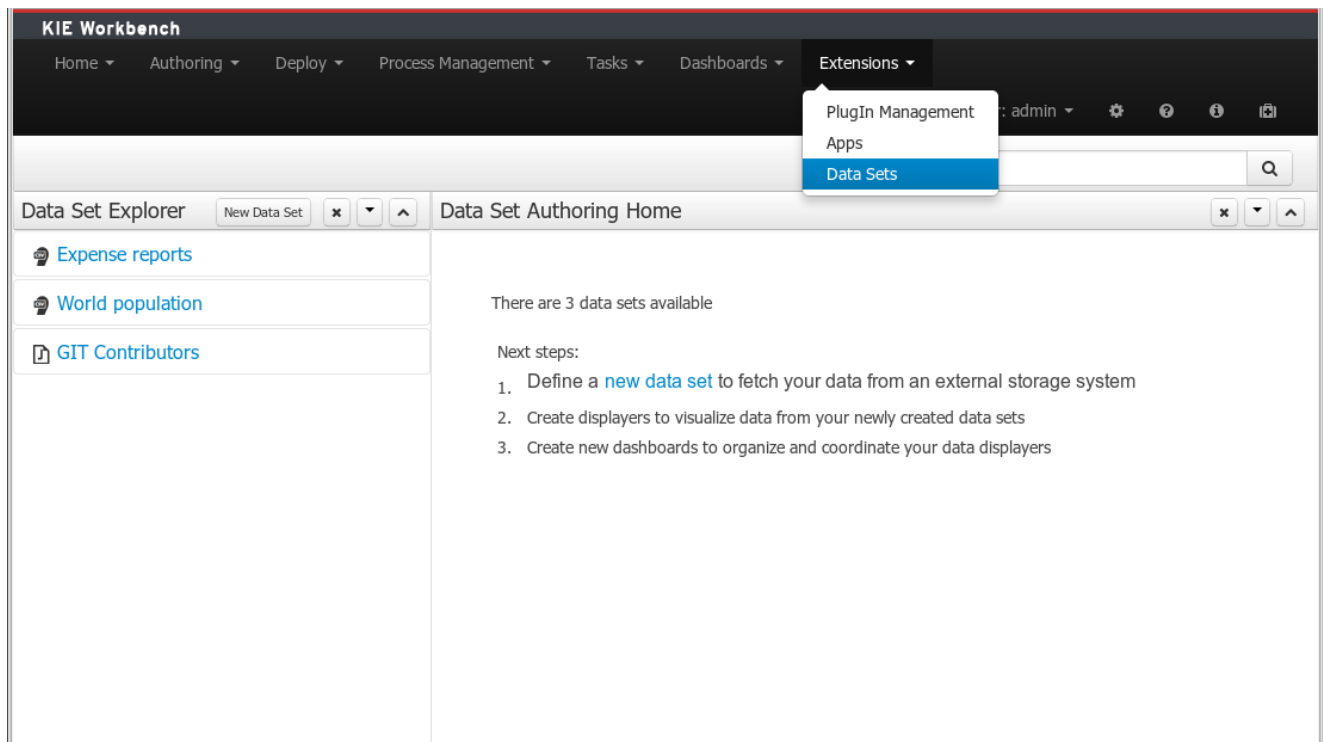 KIE Workbench
Home Authoring Deploy Process Management Tasks Dashboards Extensions
PlugIn Management
: admin
Apps
Data Sets
Data Set Explorer New Data Set Data Set Authoring Home
Expense reports
World population
GIT Contributors
There are 3 data sets available
Next steps:
1. Define a new data set to fetch your data from an external storage system
2. Create displayers to visualize data from your newly created data sets
3. Create new dashboards to organize and coordinate your data displayers